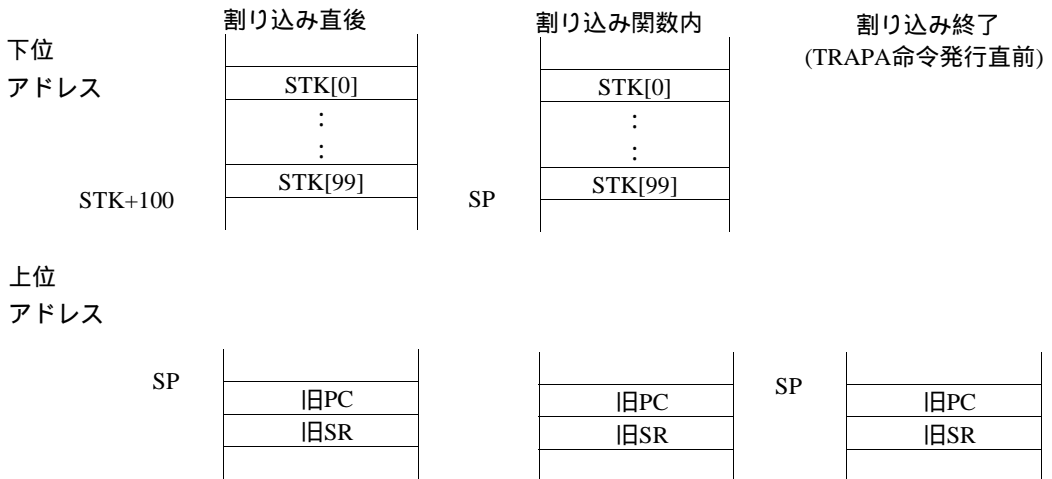 割り込み直後
割り込み関数内
割り込み終了
(TRAPA命令発行直前)
下位
アドレス
STK[0]
:
:
STK[99]
STK+100
STK[0]
:
:
STK[99]
SP
上位
アドレス
SP
旧PC
旧SR
旧PC
旧SR
SP
旧PC
旧SR